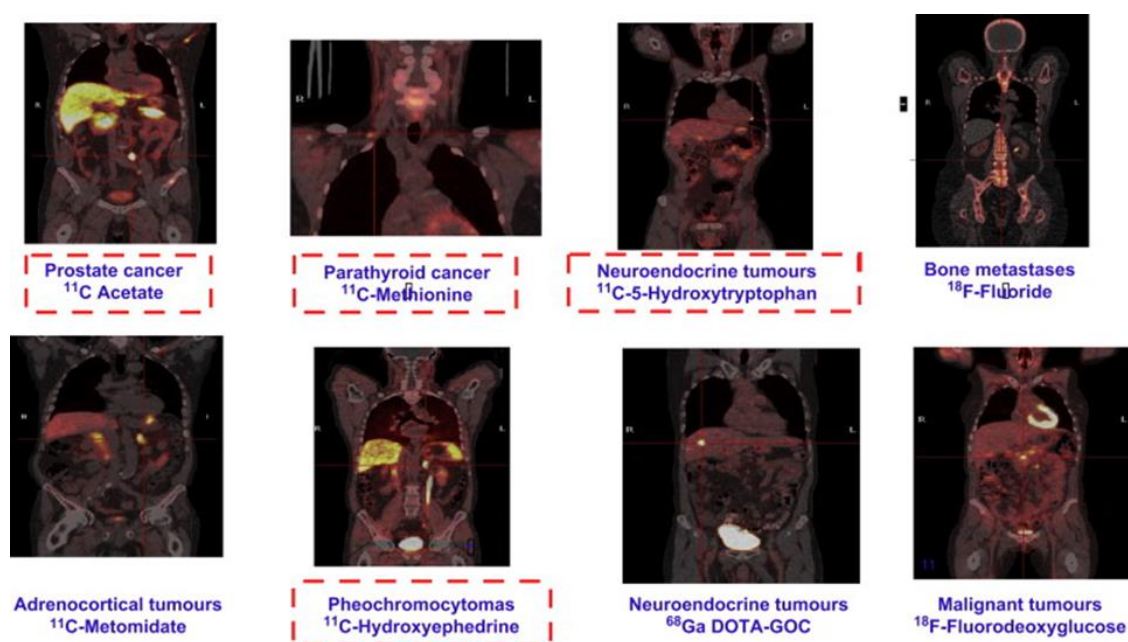 R
L
R
L
R
L
L
Prostate cancer
11C Acetate
Parathyroid cancer
11C-Methionine
Neuroendocrine tumours
11C-5-Hydroxytryptophan
Bone metastases
18F-Fluoride
R
R
L
R
L
R
L
Adrenocortical tumours
11C-Metomidate
Pheochromocytomas
11C-Hydroxyephedrine
Neuroendocrine tumours
68Ga DOTA-GOC
Malignant tumours
18F-Fluorodeoxyglucose